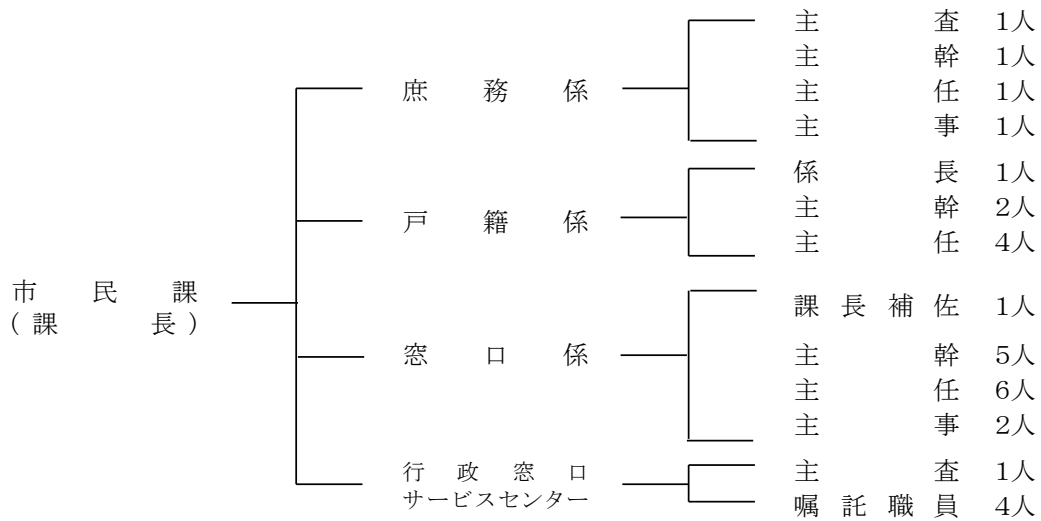 市民課
(課長)
庶務係
主査 1人
主幹 1人
主任 1人
主事 1人
戸籍係
係長 1人
主幹 2人
主任 4人
窓口係
課長補佐 1人
主幹 5人
主任 6人
主事 2人
行政窓口
サービスセンター
主査 1人
嘱託職員 4人